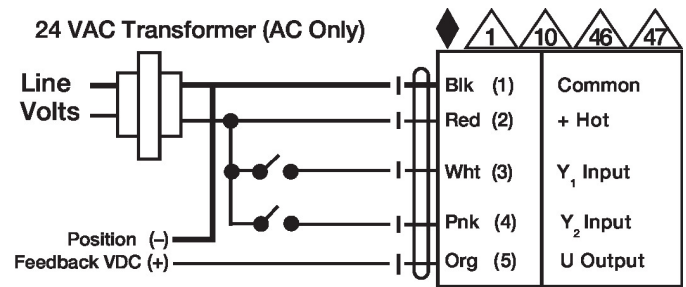 24 VAC Transformer (AC Only)
1 10 46 47
Line
Volts
Blk (1) Common
Red (2) + Hot
Wht (3) Y1 Input
Pnk (4) Y2 Input
Position (–)
Feedback VDC (+)
Org (5) U Output